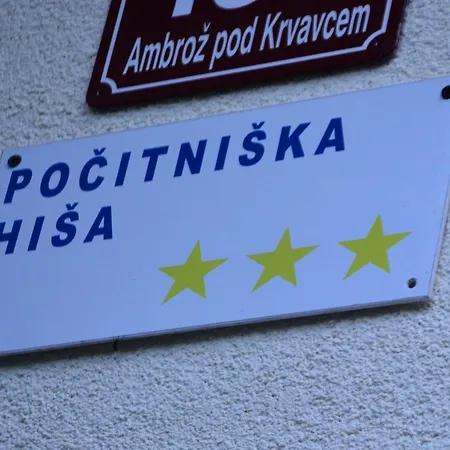 Ambrož pod Krvavcem
POČITNIŠKA
HIŠA